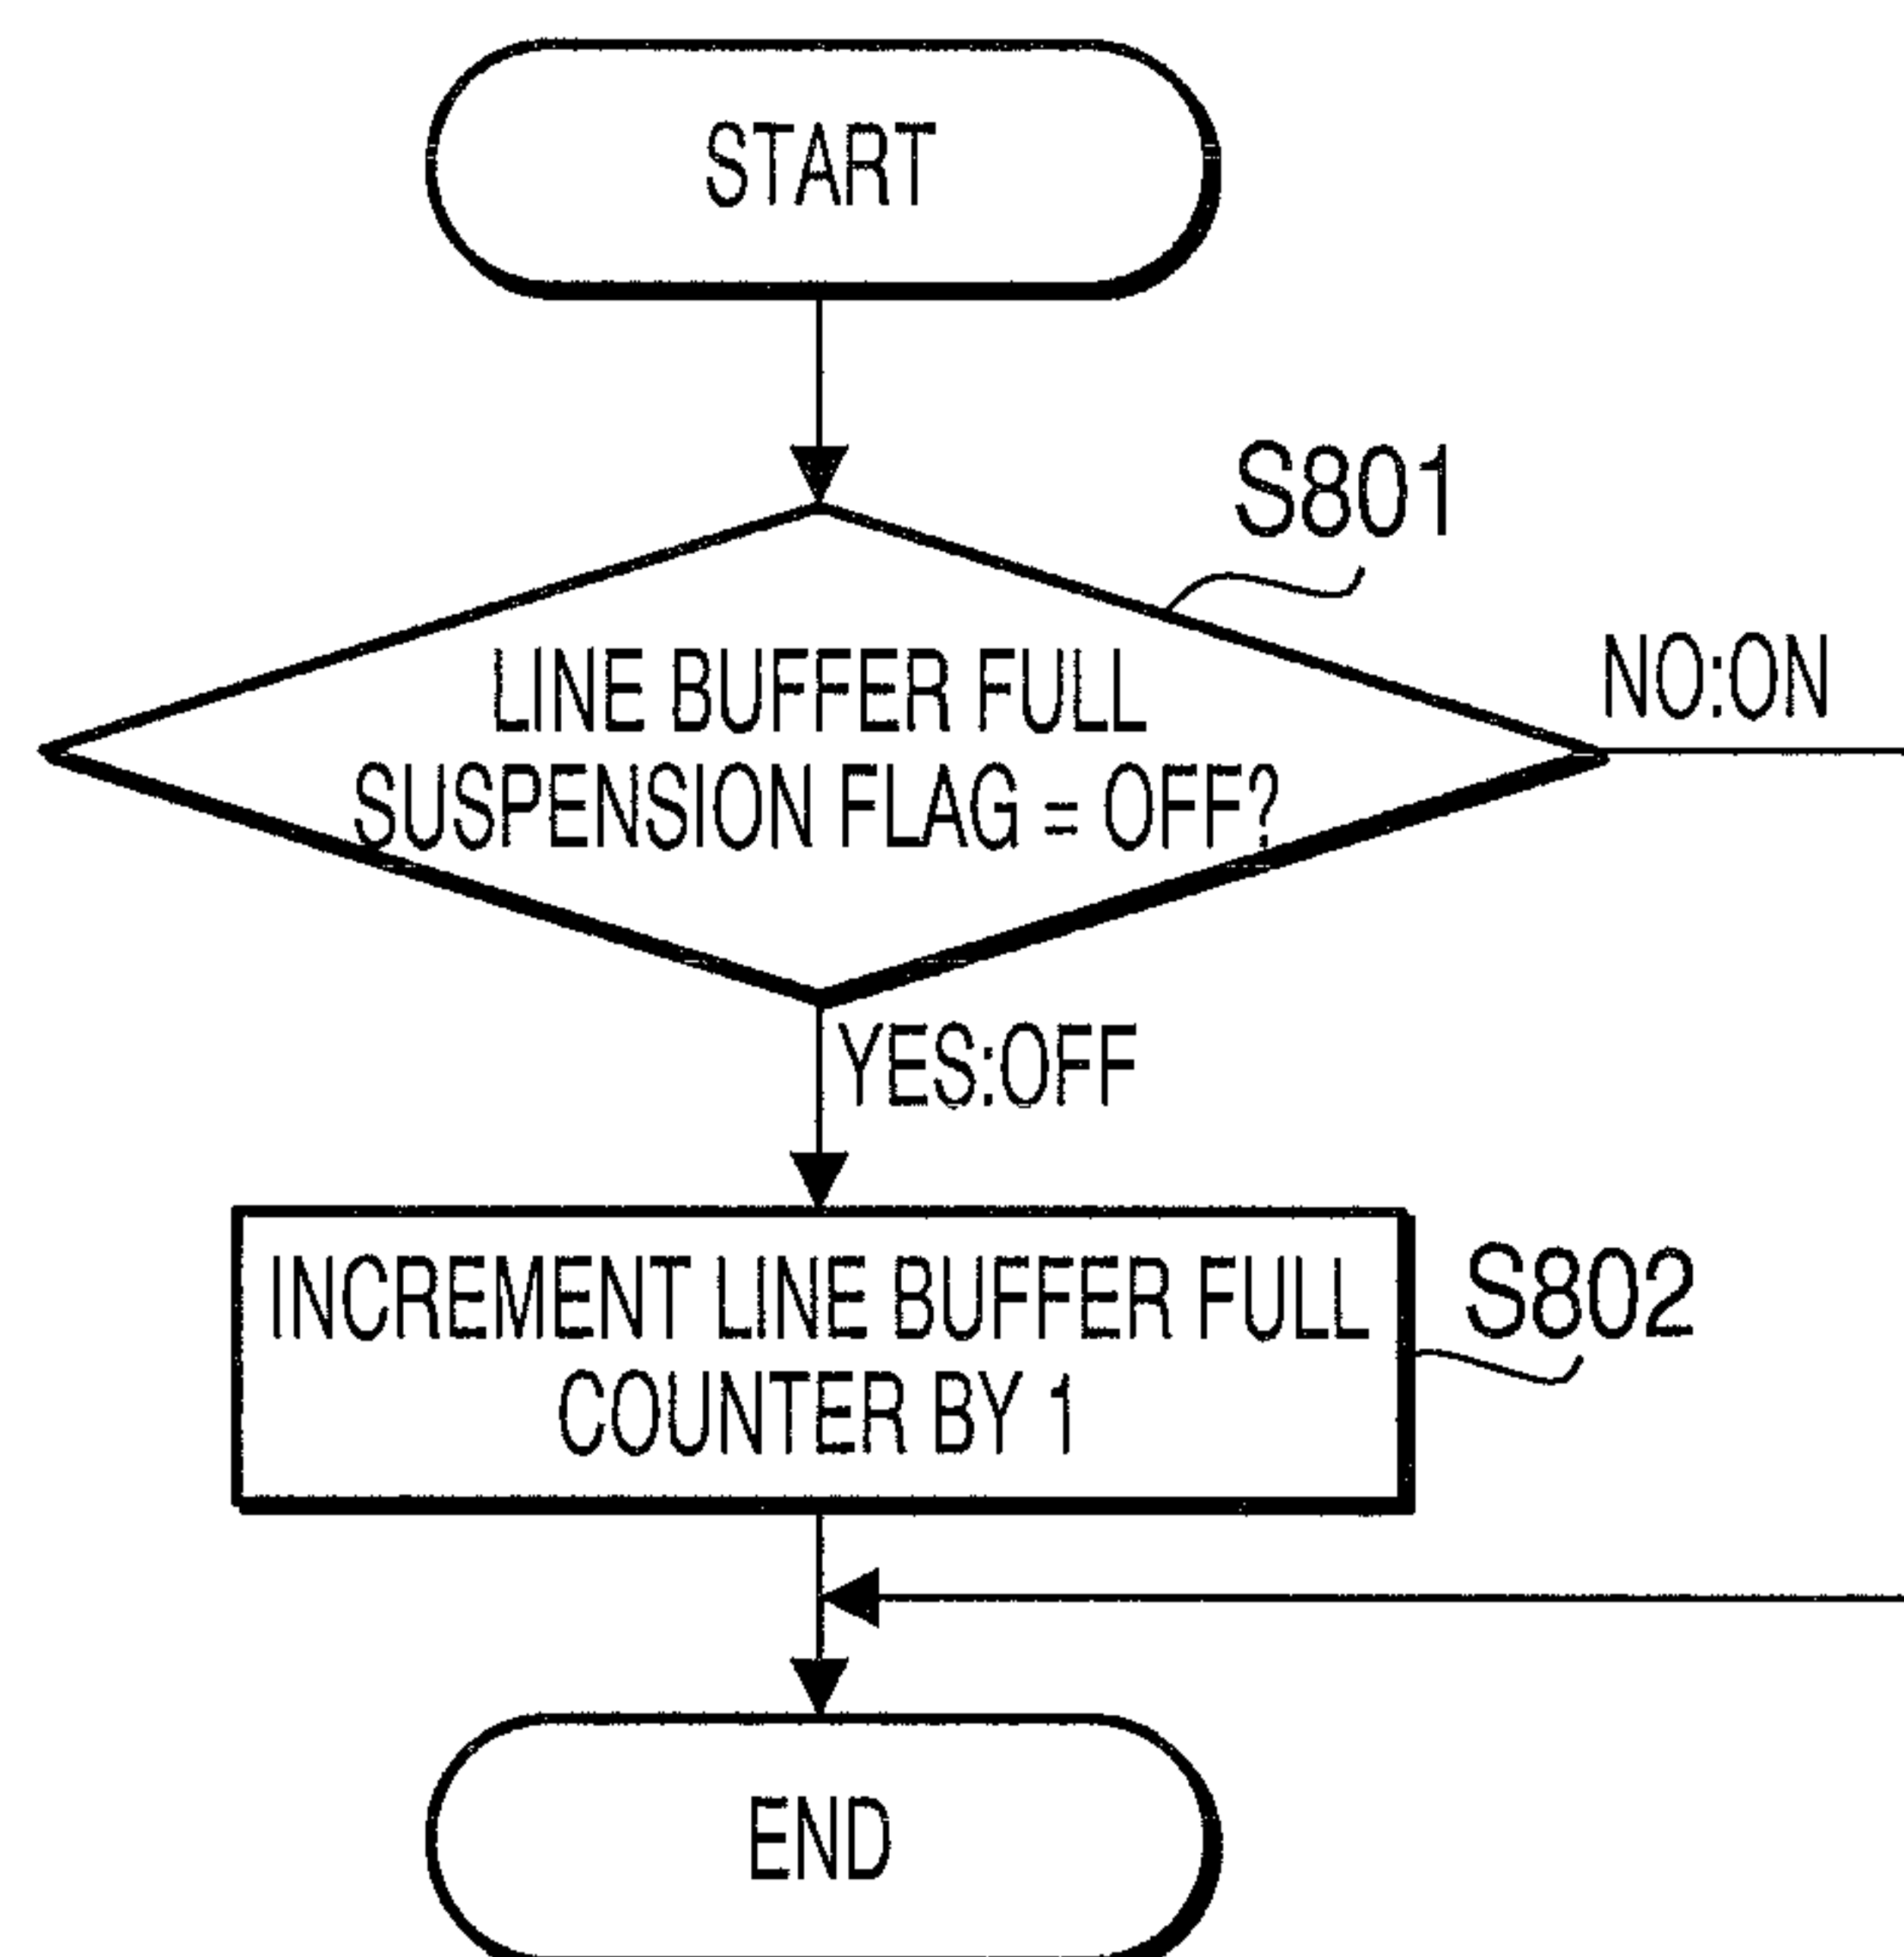 START
S801
LINE BUFFER FULL
SUSPENSION FLAG = OFF?
NO:ON
YES:OFF
INCREMENT LINE BUFFER FULL
COUNTER BY 1
S802
END